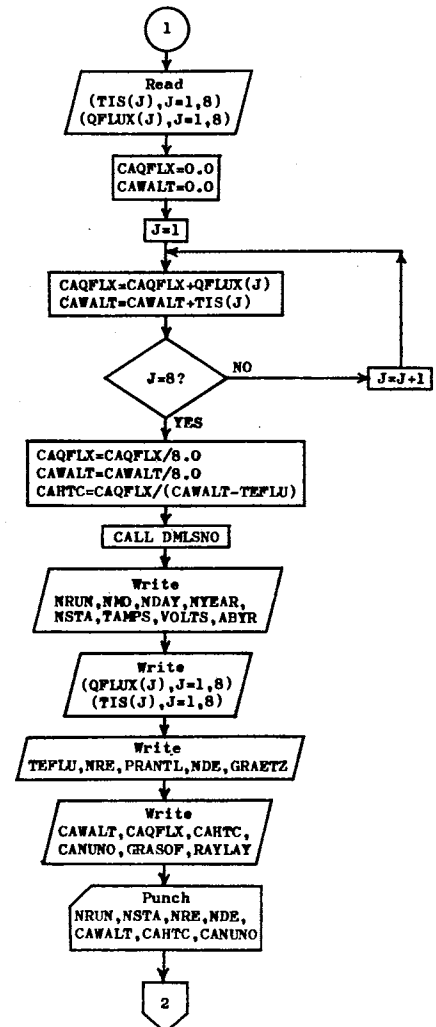 1
Read
(TIS(J),J=1,8)
(QFLUX(J),J=1,8)
CAQFLX=0.0
CAWALT=0.0
J=1
CAQFLX=CAQFLX+QFLUX(J)
CAWALT=CAWALT+TIS(J)
J=8?
NO
J=J+1
YES
CAQFLX=CAQFLX/8.0
CAWALT=CAWALT/8.0
CAHTC=CAQFLX/(CAWALT-TEFLU)
CALL DMLSNO
Write
NRUN,NMO,NDAY,NYEAR,
NSTA,TAMPS,VOLTS,ABYR
Write
(QFLUX(J),J=1,8)
(TIS(J),J=1,8)
Write
TEFLU,NRE,PRANTL,NDE,GRAETZ
Write
CAWALT,CAQFLX,CAHTC,
CANUNO,GRASOF,RAYLAY
Punch
NRUN,NSTA,NRE,NDE,
CAWALT,CAHTC,CANUNO
2